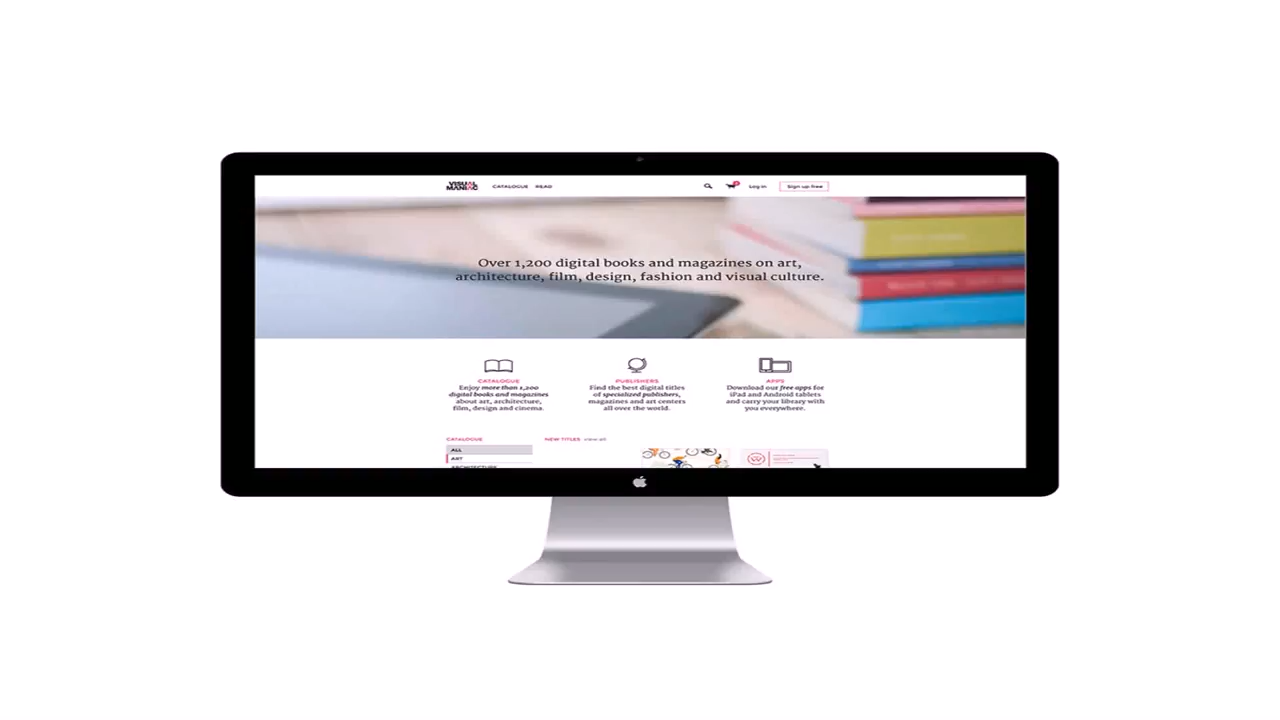 VISUAL
MANIAC
CATALOGUE READ
Log in
Sign up free
Over 1,200 digital books and magazines on art,
architecture, film, design, fashion and visual culture.
CATALOGUE
Enjoy more than 1,200
digital books and magazines
about art, architecture,
film, design and cinema.
PUBLISHERS
Find the best digital titles
of specialized publishers,
magazines and art centers
all over the world.
APPS
Download our free apps for
iPad and Android tablets
and carry your library with
you everywhere.
CATALOGUE
ALL
ART
ARCHITECTURE
NEW TITLES view all